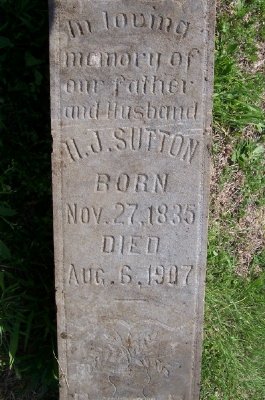 In loving
memory of
our father
and Husband
H. J. SUTTON
BORN
Nov. 27, 1835
DIED
Aug. 6, 1907